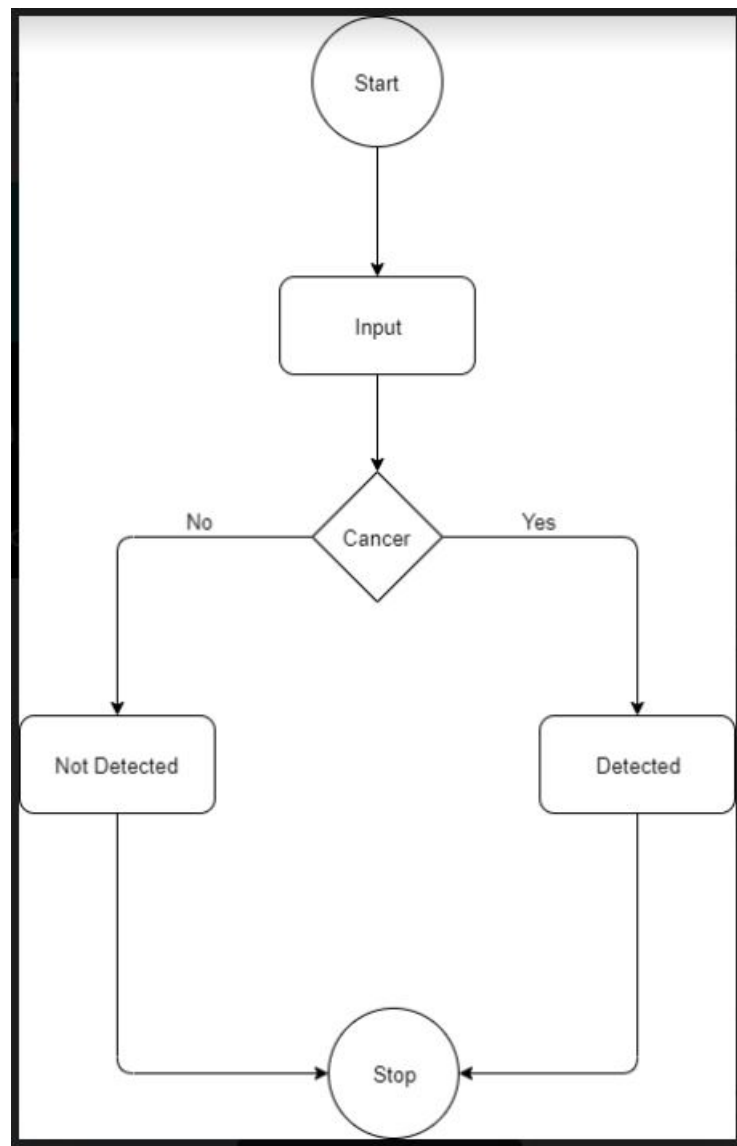 Start
Input
Cancer
No
Yes
Not Detected
Detected
Stop